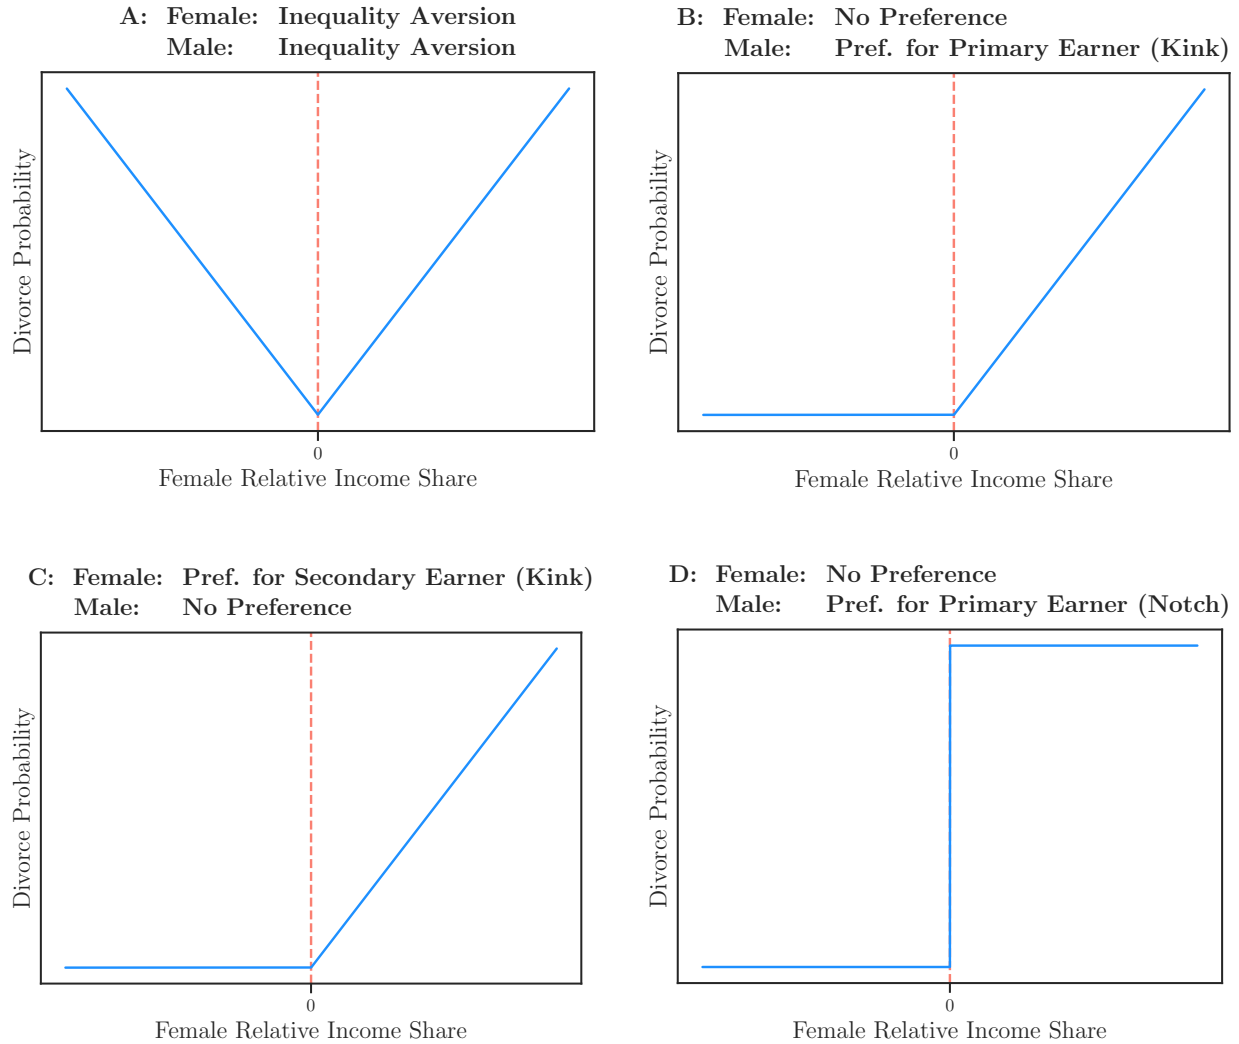 A: Female: Inequality Aversion
Male: Inequality Aversion
Divorce Probability
0
Female Relative Income Share
B: Female: No Preference
Male: Pref. for Primary Earner (Kink)
Divorce Probability
0
Female Relative Income Share
C: Female: Pref. for Secondary Earner (Kink)
Male: No Preference
Divorce Probability
0
Female Relative Income Share
D: Female: No Preference
Male: Pref. for Primary Earner (Notch)
Divorce Probability
0
Female Relative Income Share